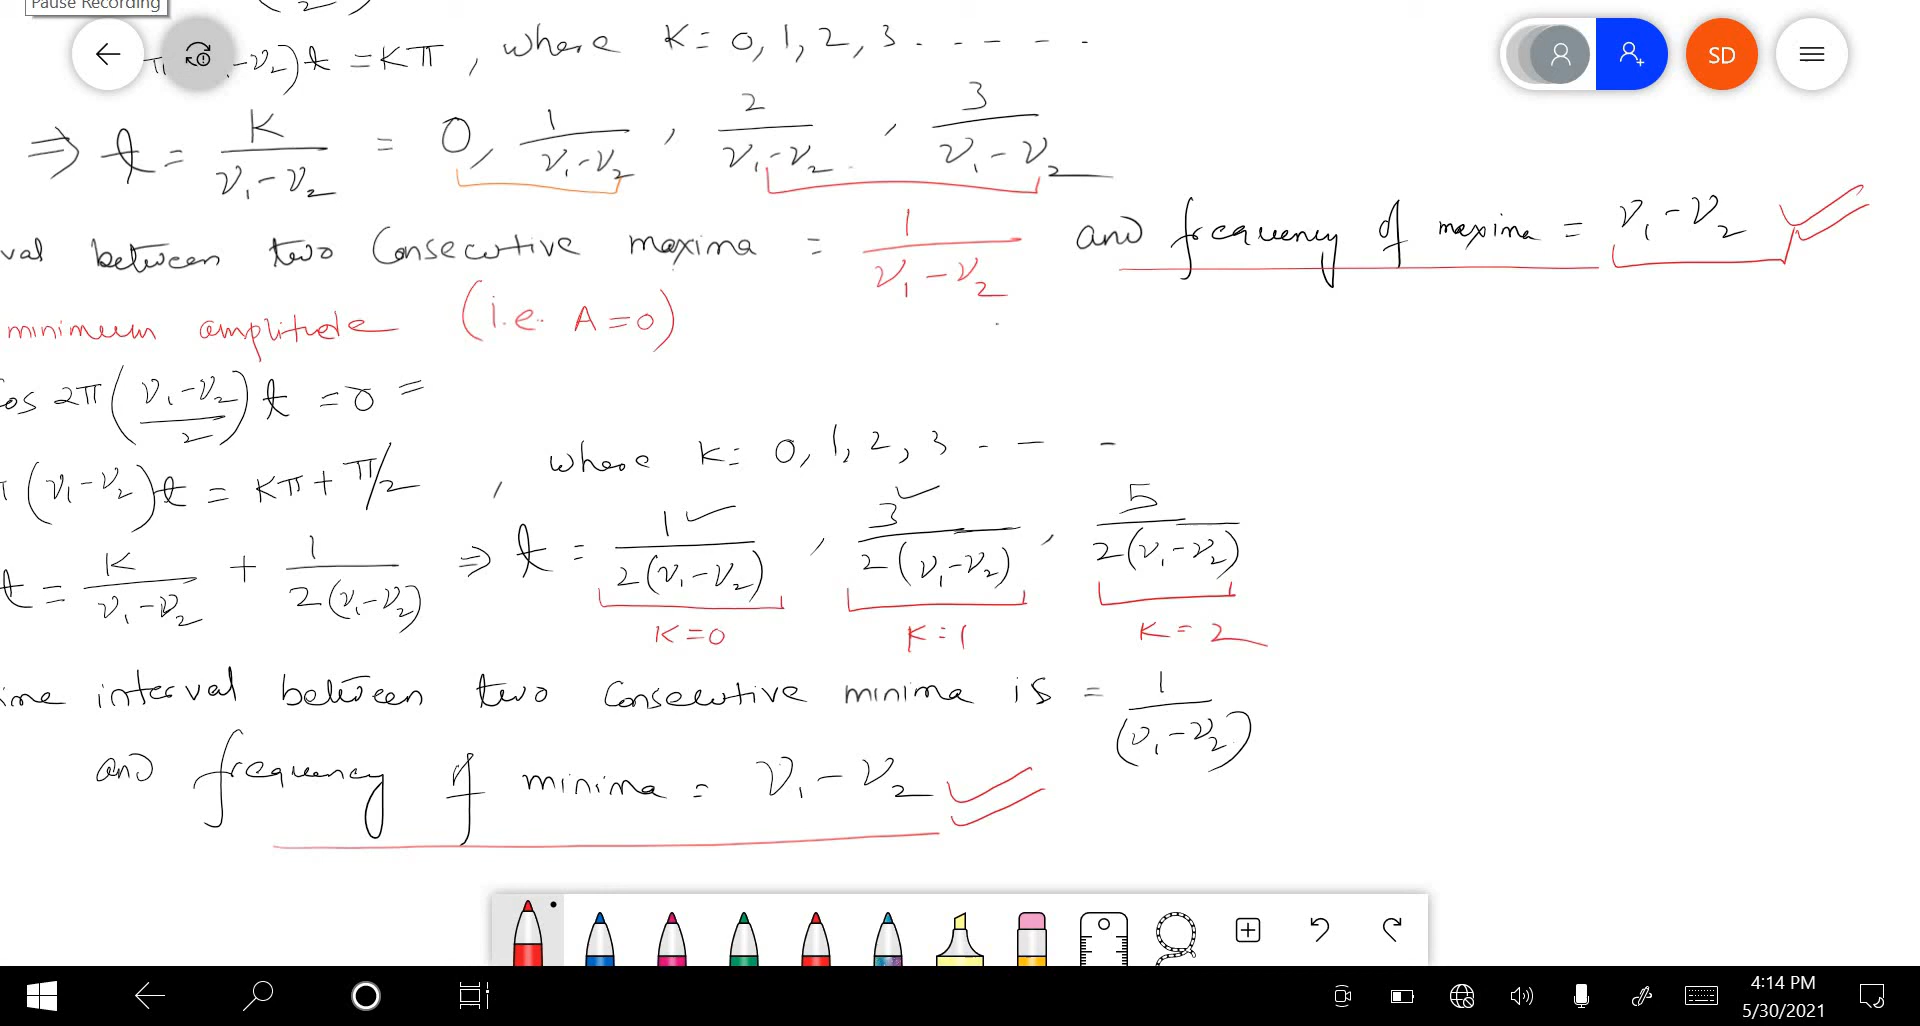 Pause Recording
-ν₂)t = Kπ, where K = 0, 1, 2, 3 . - - - .
SD
⇒ t = K/(ν₁-ν₂) = 0, 1/(ν₁-ν₂), 2/(ν₁-ν₂), 3/(ν₁-ν₂)
val between two Consecutive maxima = 1/(ν₁-ν₂) and frequency of maxima = ν₁-ν₂
minimum amplitude (i.e. A=0)
cos 2π((ν₁-ν₂)/2)t = 0 =
π(ν₁-ν₂)t = Kπ + π/2, where K = 0, 1, 2, 3 - - -
t = K/(ν₁-ν₂) + 1/(2(ν₁-ν₂)) ⇒ t = 1/(2(ν₁-ν₂)), 3/(2(ν₁-ν₂)), 5/(2(ν₁-ν₂))
K=0 K=1 K=2
ime interval between two Consecutive minima is = 1/(ν₁-ν₂)
and frequency of minima = ν₁-ν₂
4:14 PM
5/30/2021